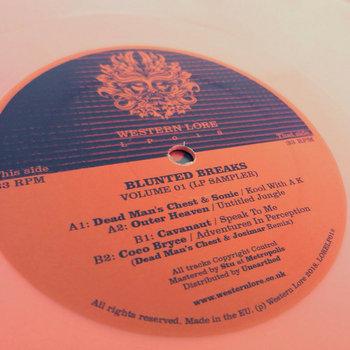 WESTERN LORE
This side
33 RPM
That side
33 RPM
BLUNTED BREAKS
VOLUME 01 (LP SAMPLER)
A1: Dead Man's Chest & Sonic / Kool With A K
A2: Outer Heaven / Untitled Jungle
B1: Cavanaut / Speak To Me
B2: Coco Bryce / Adventures In Perception
(Dead Man's Chest & Josimar Remix)
All tracks Copyright Control
Mastered by Stu @ Metropolis
Distributed by Unearthed
www.westernlore.co.uk
All rights reserved. Made in the EU. (p) Western Lore 2018.